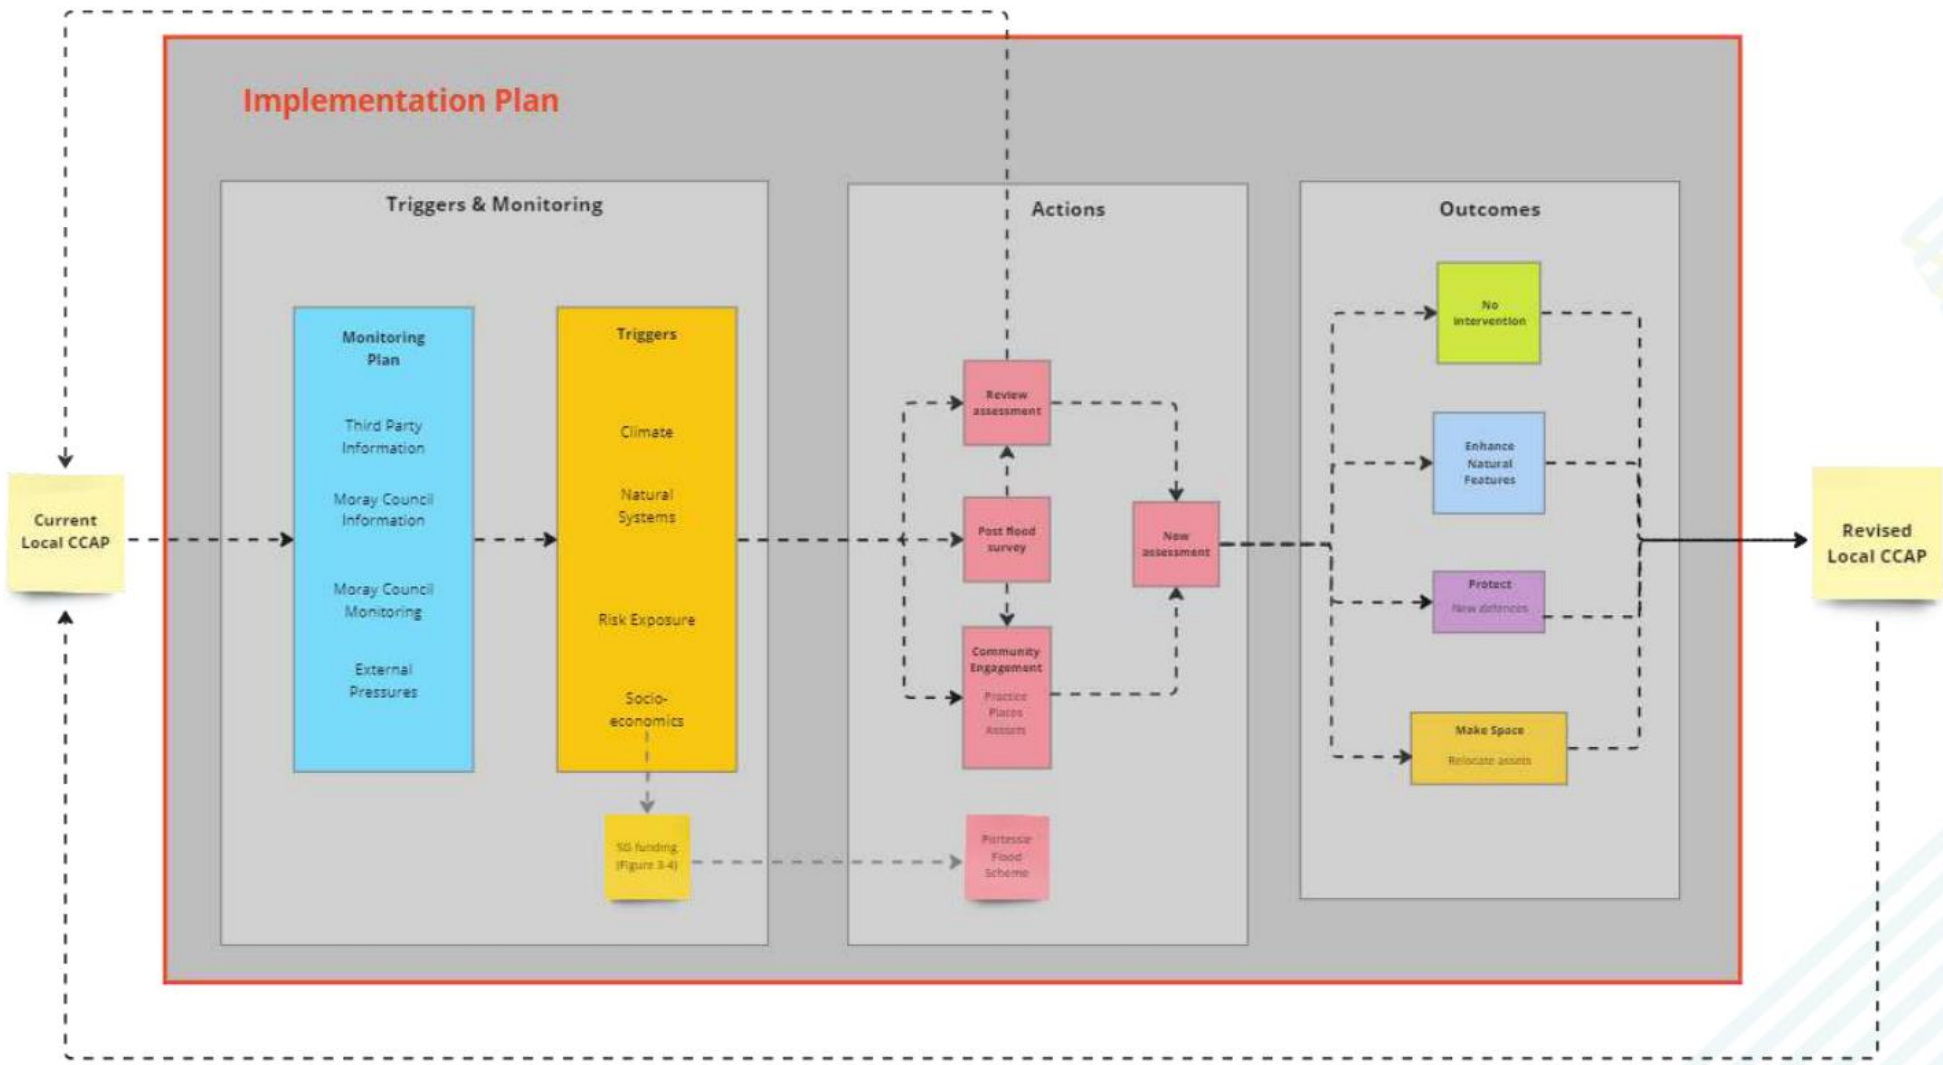 Implementation Plan
Triggers & Monitoring
Monitoring
Plan
Third Party
Information
Moray Council
Information
Moray Council
Monitoring
External
Pressures
Triggers
Climate
Natural
Systems
Risk Exposure
Socio-
economics
SG funding
(Figure 3-4)
Actions
Review
assessment
Post flood
survey
Community
Engagement
Practice
Places
Assets
New
assessment
Portessie
Flood
Scheme
Outcomes
No
intervention
Enhance
Natural
Features
Protect
New defences
Make Space
Relocate assets
Current
Local CCAP
Revised
Local CCAP